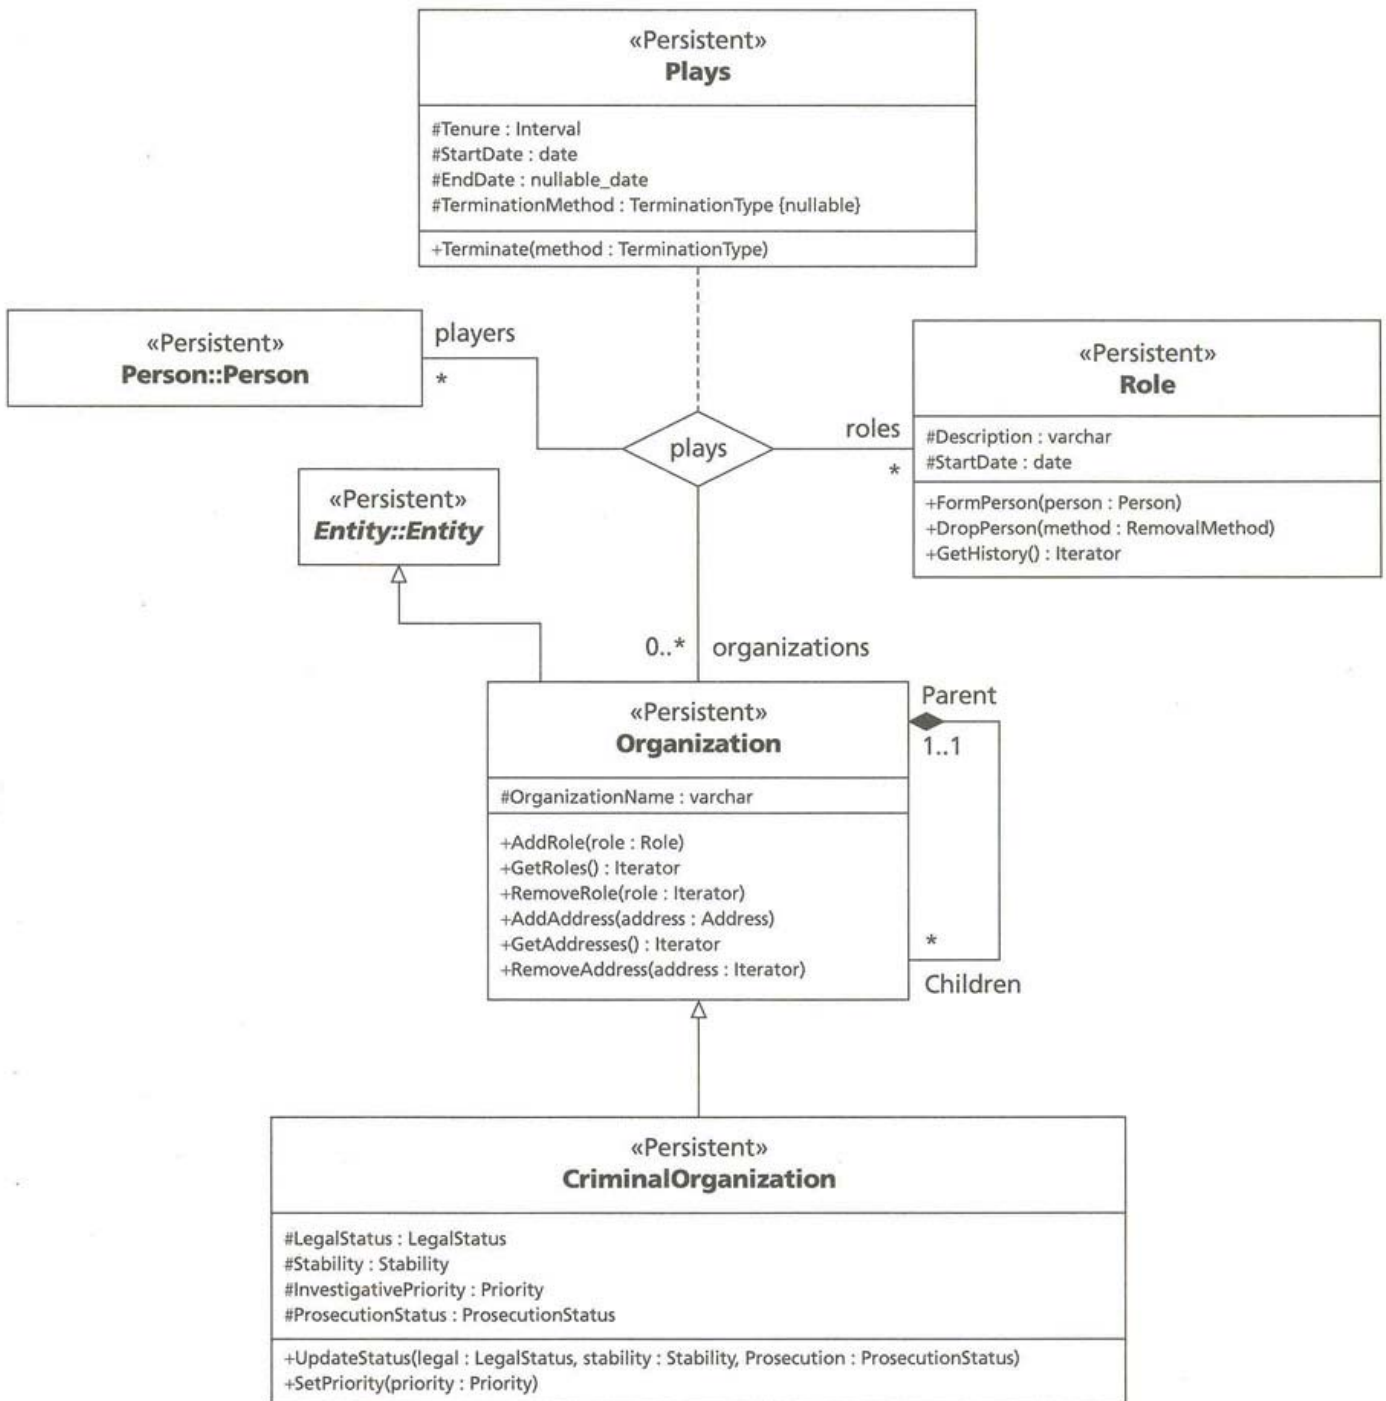 «Persistent»
Plays
#Tenure : Interval
#StartDate : date
#EndDate : nullable_date
#TerminationMethod : TerminationType {nullable}
+Terminate(method : TerminationType)
«Persistent»
Person::Person
players
*
plays
roles
*
«Persistent»
Role
#Description : varchar
#StartDate : date
+FormPerson(person : Person)
+DropPerson(method : RemovalMethod)
+GetHistory() : Iterator
«Persistent»
Entity::Entity
0..* organizations
«Persistent»
Organization
#OrganizationName : varchar
+AddRole(role : Role)
+GetRoles() : Iterator
+RemoveRole(role : Iterator)
+AddAddress(address : Address)
+GetAddresses() : Iterator
+RemoveAddress(address : Iterator)
Parent
1..1
*
Children
«Persistent»
CriminalOrganization
#LegalStatus : LegalStatus
#Stability : Stability
#InvestigativePriority : Priority
#ProsecutionStatus : ProsecutionStatus
+UpdateStatus(legal : LegalStatus, stability : Stability, Prosecution : ProsecutionStatus)
+SetPriority(priority : Priority)